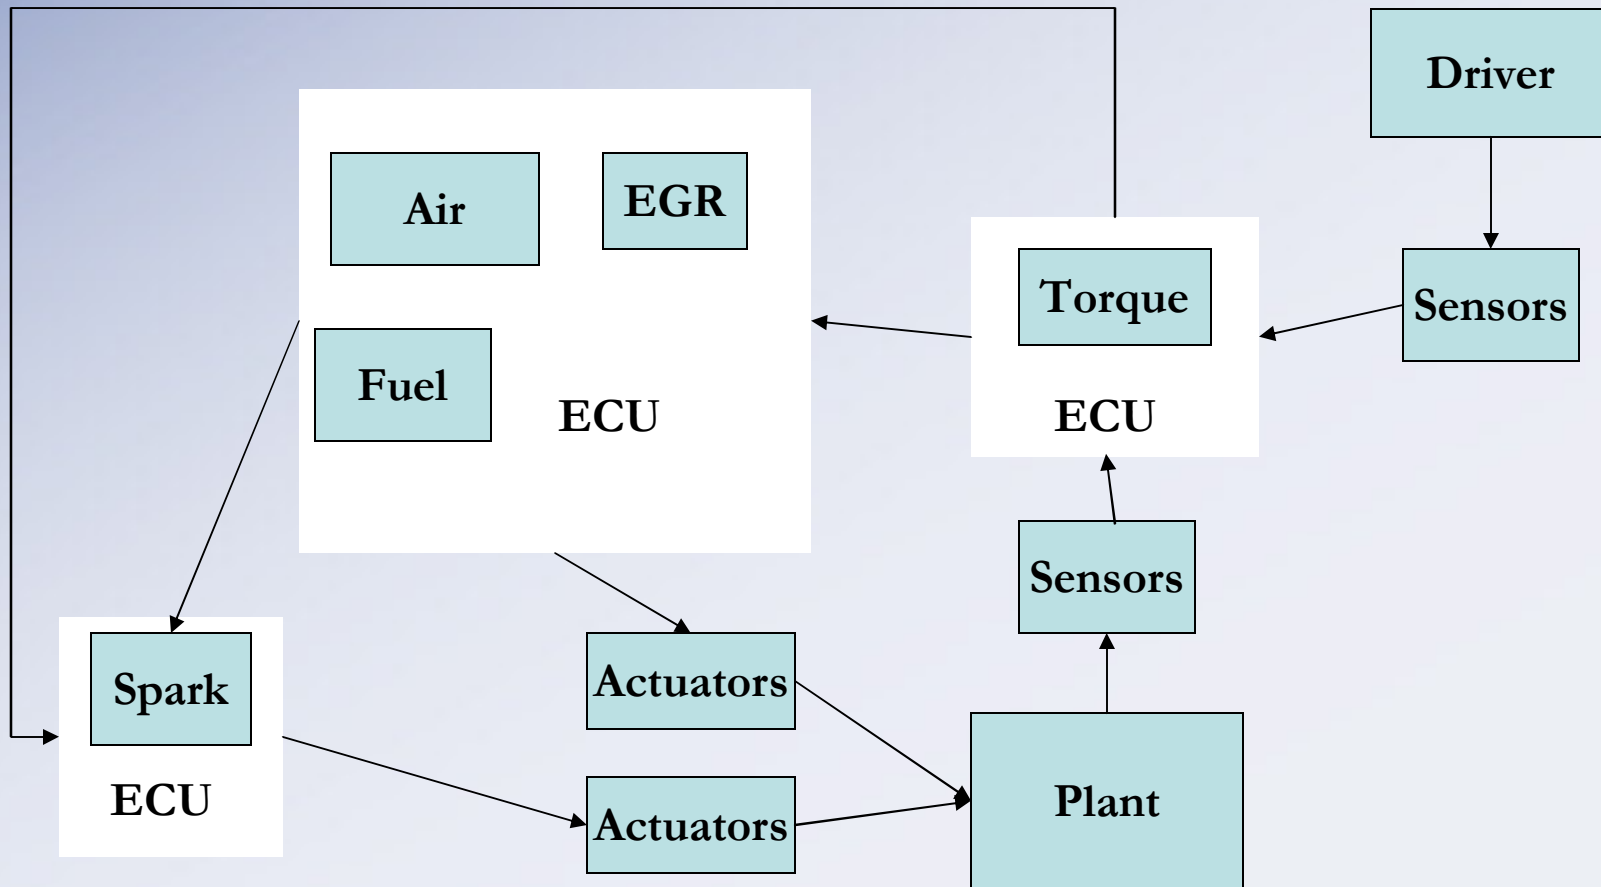 Driver
Air
EGR
Torque
Sensors
Fuel
ECU
ECU
Sensors
Spark
Actuators
ECU
Plant
Actuators